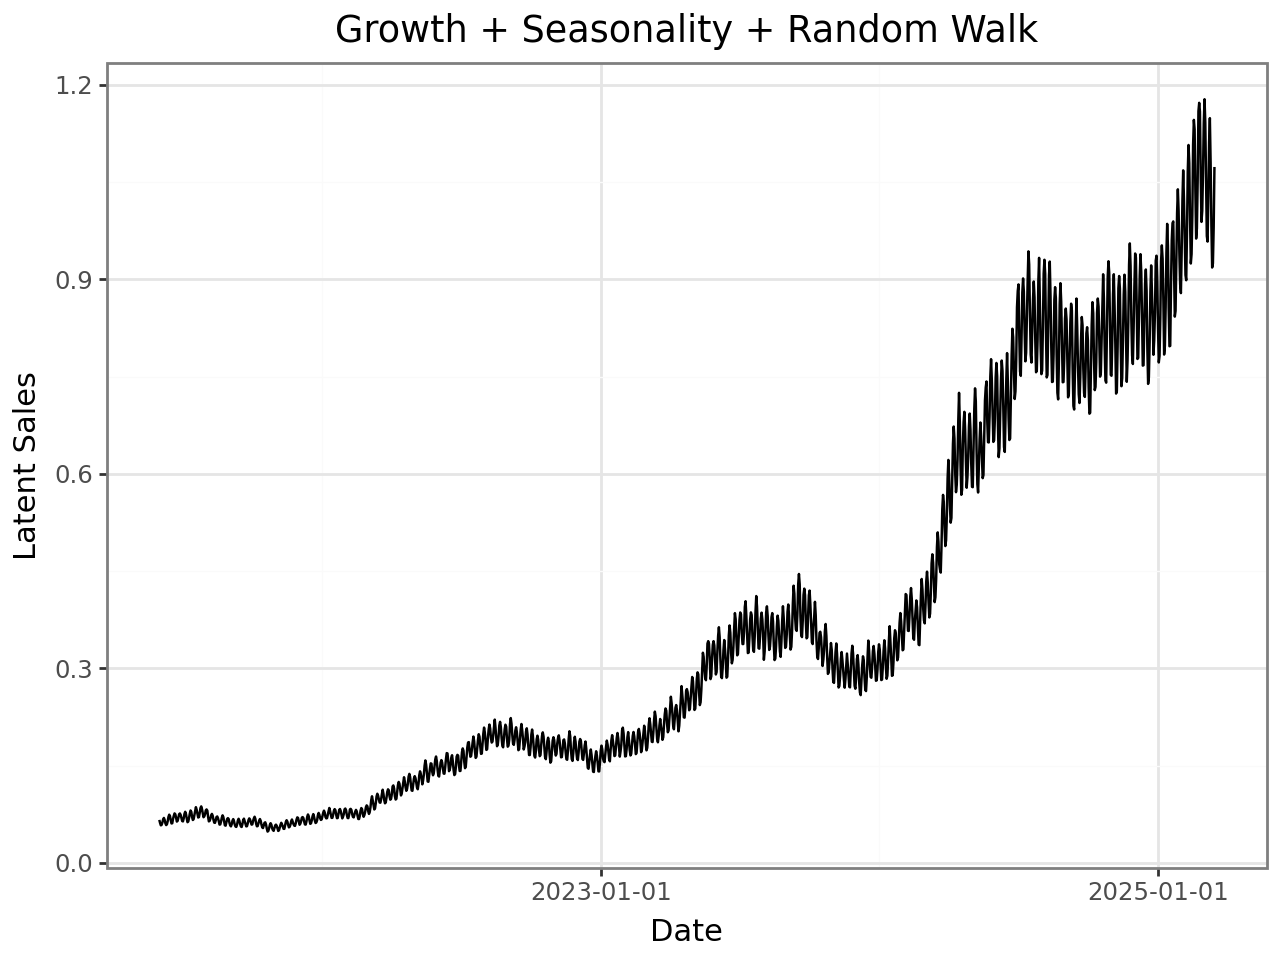 Growth + Seasonality + Random Walk
1.2
0.9
0.6
0.3
0.0
Latent Sales
2023-01-01
2025-01-01
Date